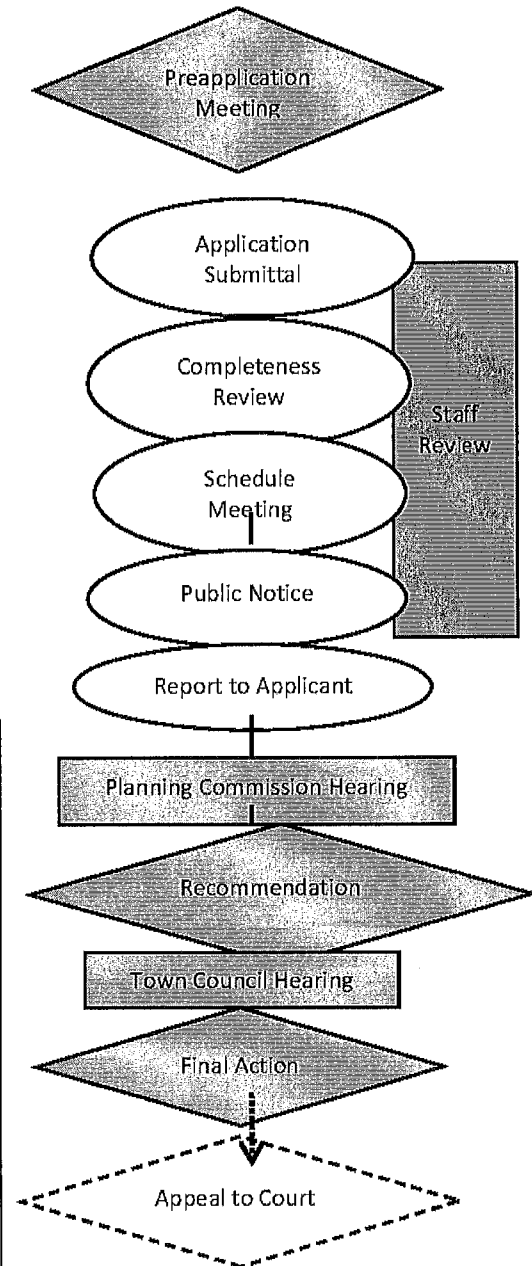 Preapplication
Meeting
Application
Submittal
Completeness
Review
Staff
Review
Schedule
Meeting
Public Notice
Report to Applicant
Planning Commission Hearing
Recommendation
Town Council Hearing
Final Action
Appeal to Court